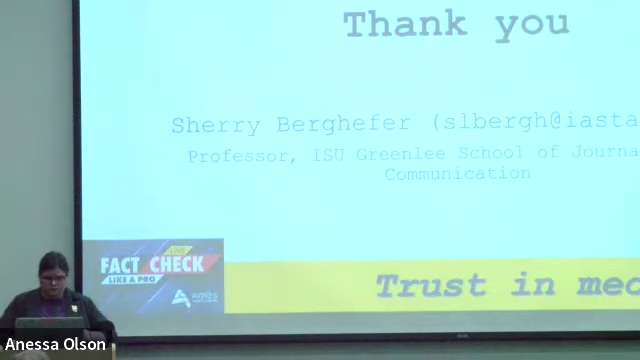 Thank you
Sherry Berghefer (slbergh@iasta
Professor, ISU Greenlee School of Journa
Communication
LIVE
FACT CHECK
LIKE A PRO
AMES
Trust in med
Anessa Olson